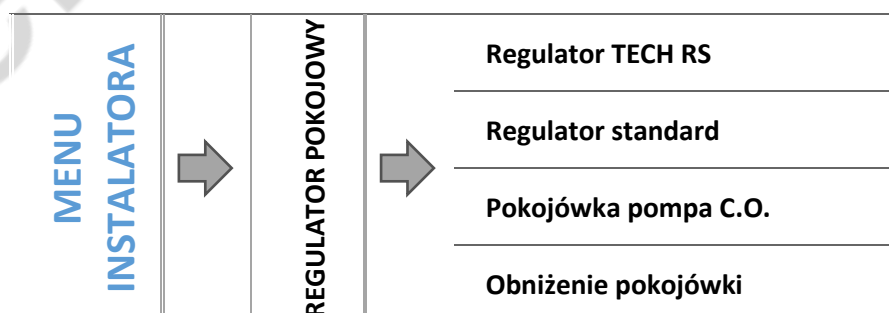 MENU
INSTALATORA
REGULATOR POKOJOWY
Regulator TECH RS
Regulator standard
Pokojówka pompa C.O.
Obniżenie pokojówki